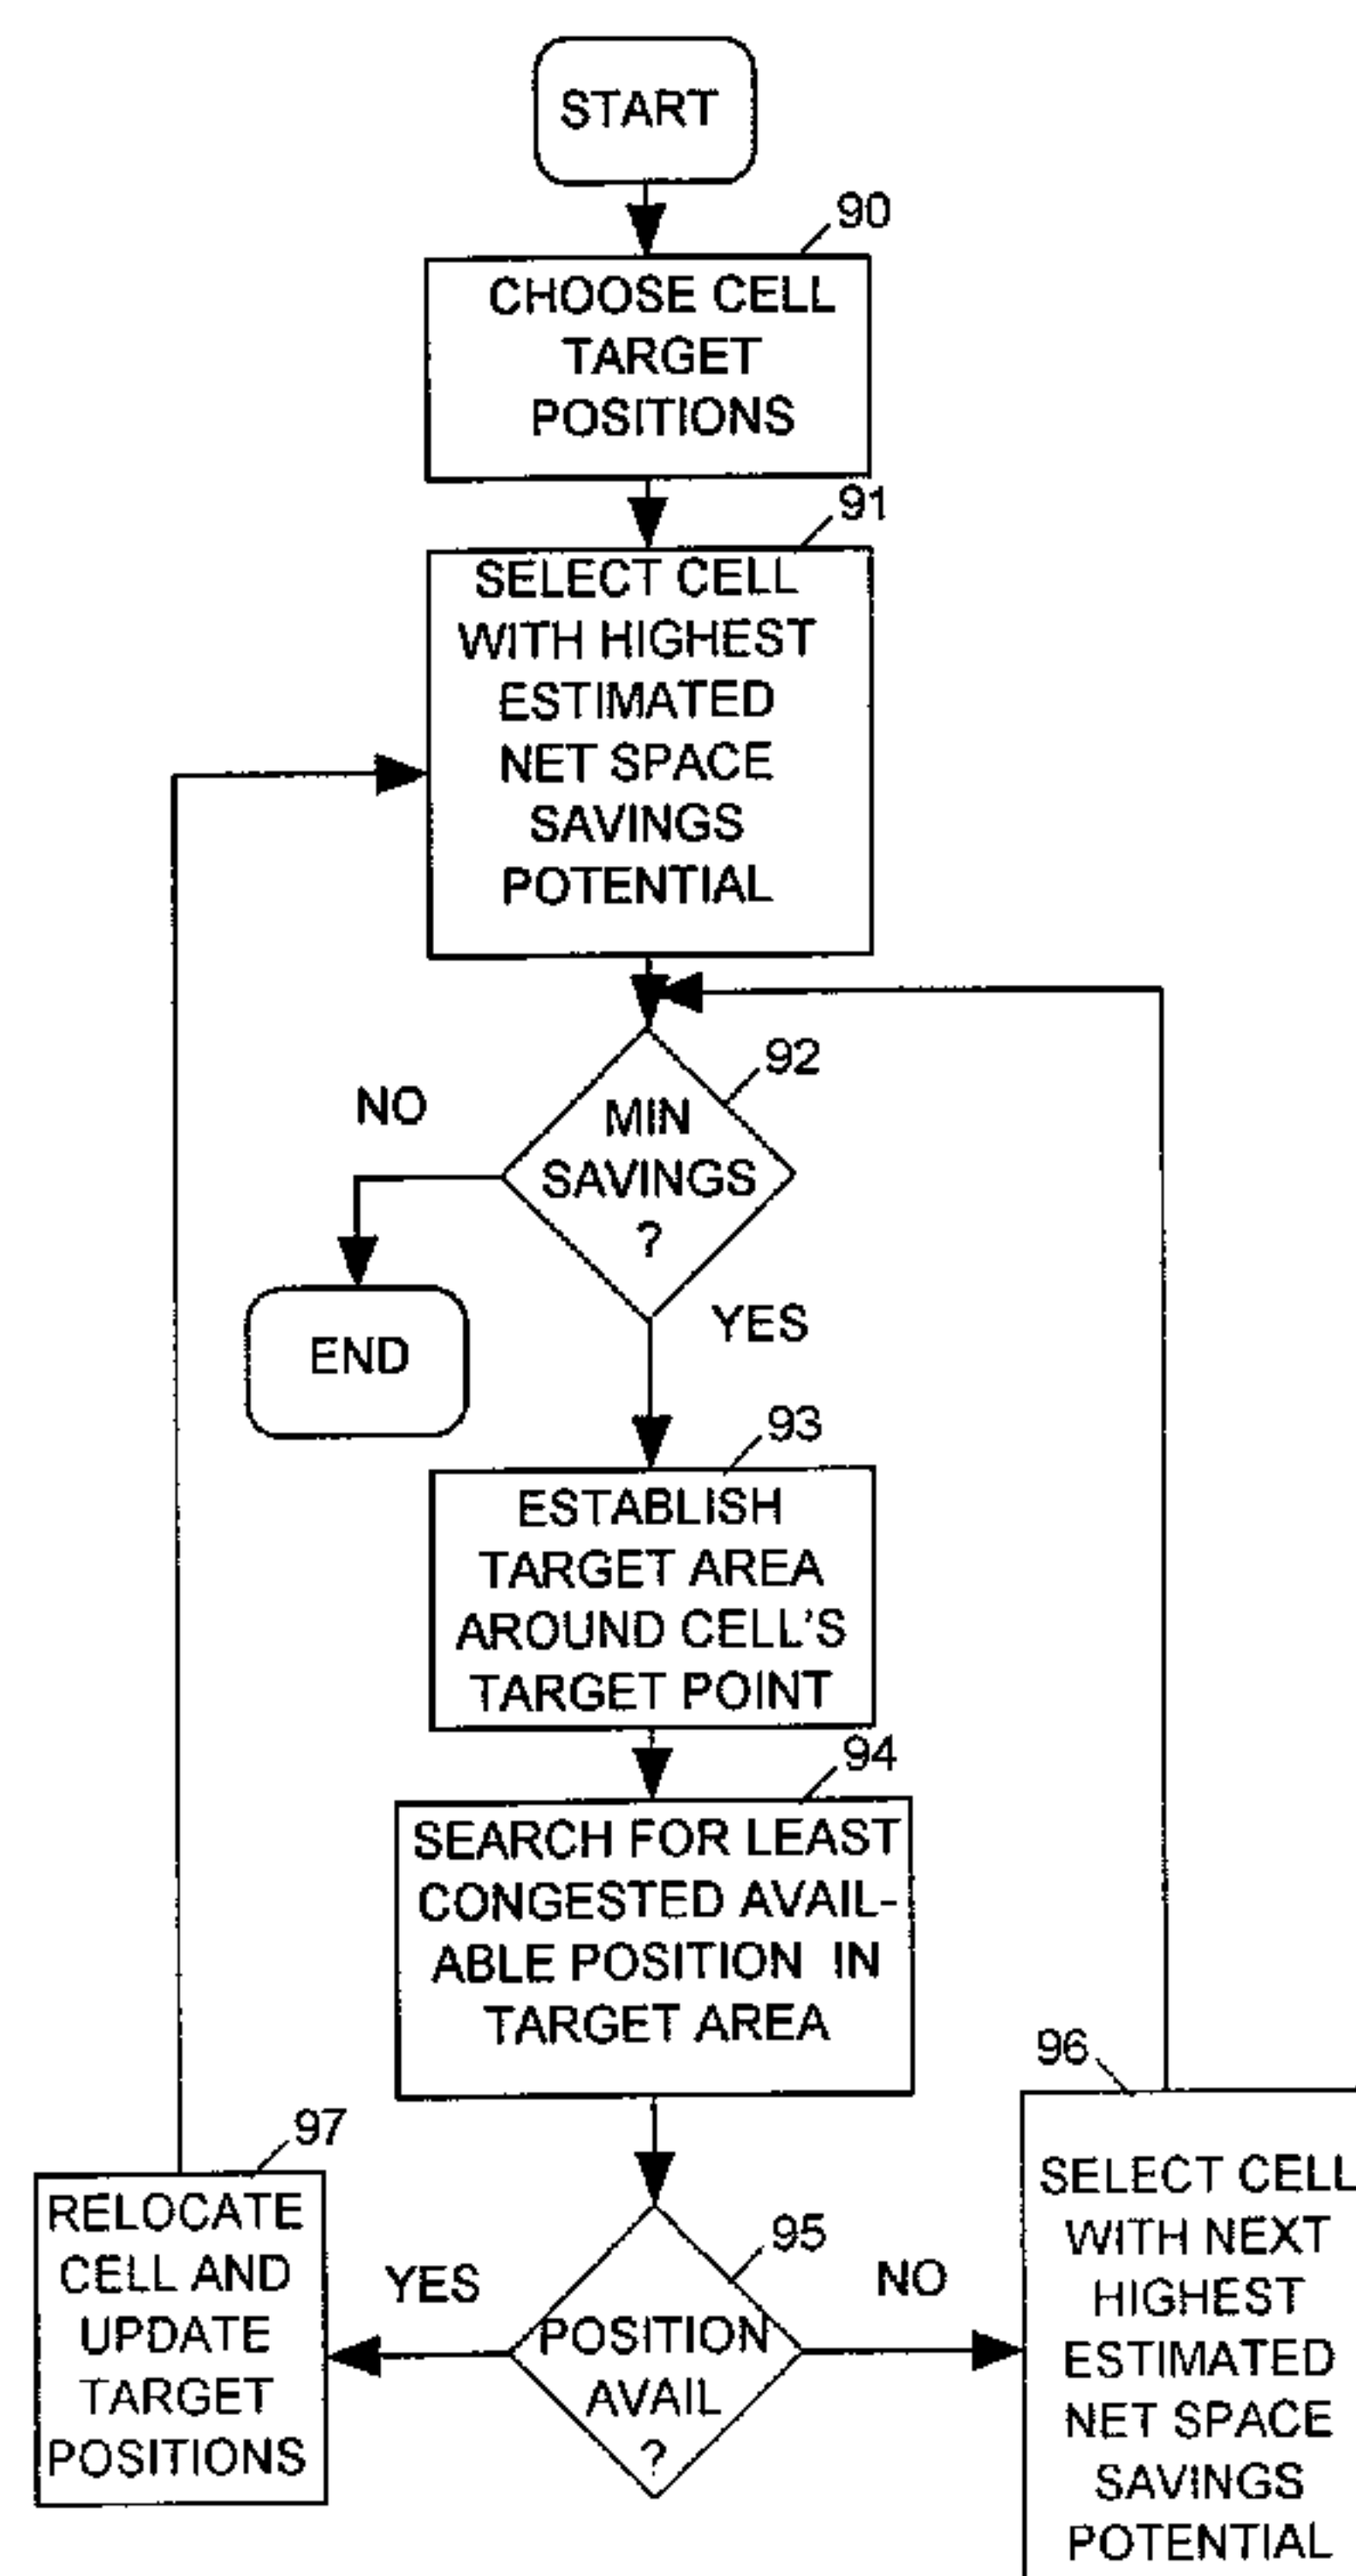 START
90
CHOOSE CELL
TARGET
POSITIONS
91
SELECT CELL
WITH HIGHEST
ESTIMATED
NET SPACE
SAVINGS
POTENTIAL
92
NO
MIN
SAVINGS
?
END
YES
93
ESTABLISH
TARGET AREA
AROUND CELL'S
TARGET POINT
94
SEARCH FOR LEAST
CONGESTED AVAIL-
ABLE POSITION IN
TARGET AREA
97
RELOCATE
CELL AND
UPDATE
TARGET
POSITIONS
YES
95
POSITION
AVAIL
?
NO
96
SELECT CELL
WITH NEXT
HIGHEST
ESTIMATED
NET SPACE
SAVINGS
POTENTIAL